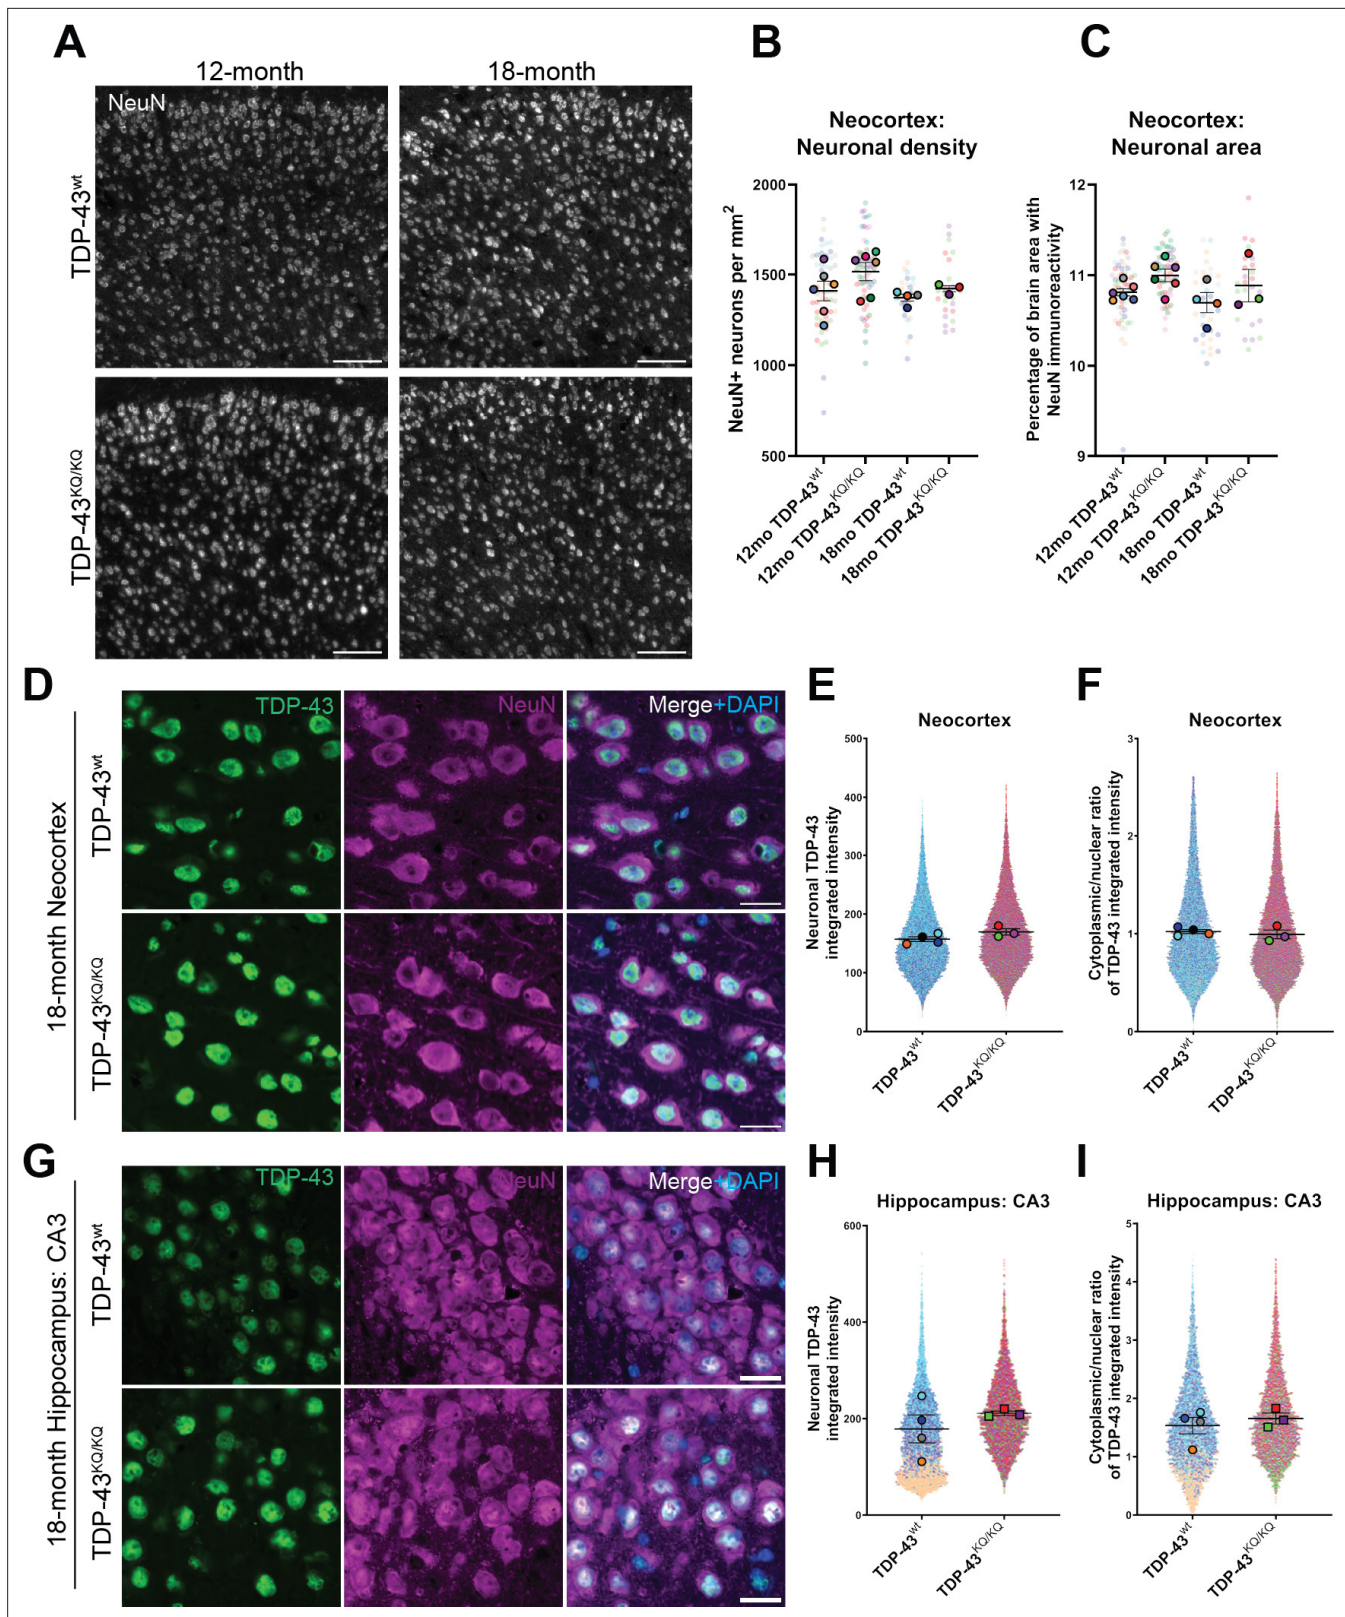 A
12-month
18-month
NeuN
TDP-43wt
TDP-43KQ/KQ
B
Neocortex:
Neuronal density
NeuN+ neurons per mm2
2000
1500
1000
500
12mo TDP-43wt
12mo TDP-43KQ/KQ
18mo TDP-43wt
18mo TDP-43KQ/KQ
C
Neocortex:
Neuronal area
Percentage of brain area with
NeuN immunoreactivity
12
11
10
9
12mo TDP-43wt
12mo TDP-43KQ/KQ
18mo TDP-43wt
18mo TDP-43KQ/KQ
D
18-month Neocortex
TDP-43wt
TDP-43KQ/KQ
TDP-43
NeuN
Merge+DAPI
E
Neocortex
Neuronal TDP-43
integrated intensity
500
400
300
200
100
0
TDP-43wt
TDP-43KQ/KQ
F
Neocortex
Cytoplasmic/nuclear ratio
of TDP-43 integrated intensity
3
2
1
0
TDP-43wt
TDP-43KQ/KQ
G
18-month Hippocampus: CA3
TDP-43wt
TDP-43KQ/KQ
TDP-43
NeuN
Merge+DAPI
H
Hippocampus: CA3
Neuronal TDP-43
integrated intensity
600
400
200
0
TDP-43wt
TDP-43KQ/KQ
I
Hippocampus: CA3
Cytoplasmic/nuclear ratio
of TDP-43 integrated intensity
5
4
3
2
1
0
TDP-43wt
TDP-43KQ/KQ